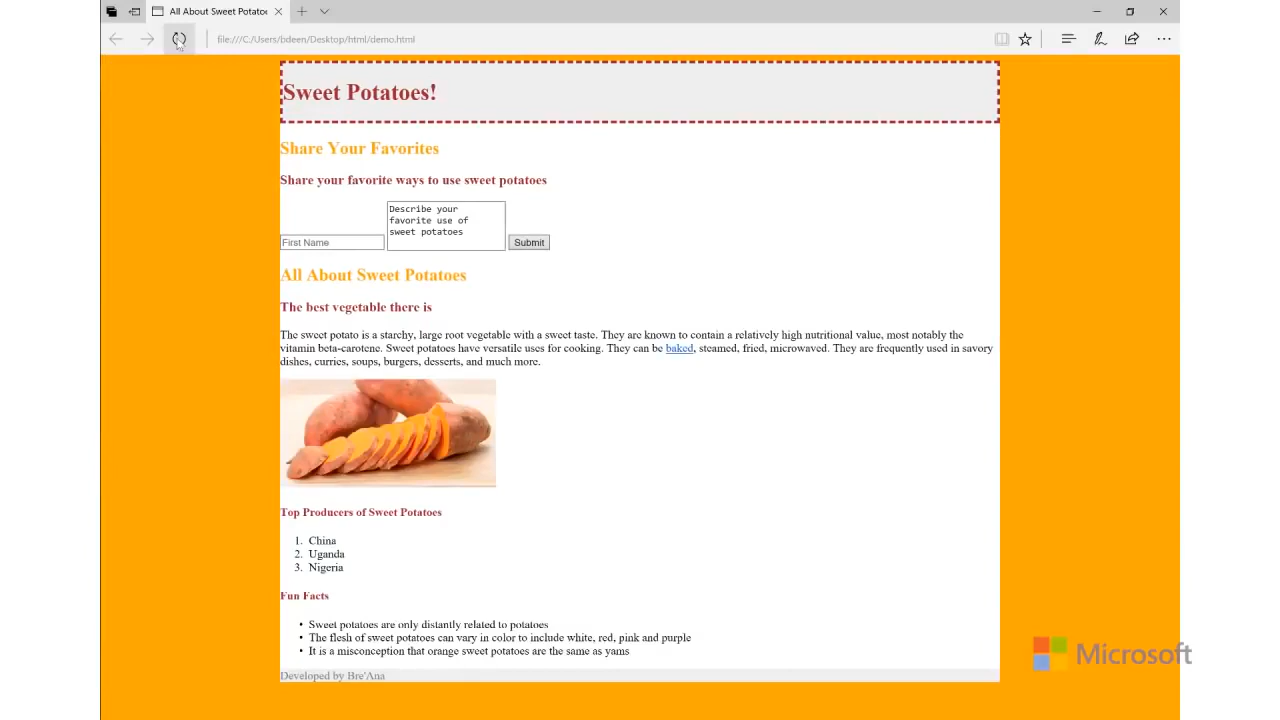 All About Sweet Potatoe
file:///C:/Users/bdeen/Desktop/html/demo.html
Sweet Potatoes!
Share Your Favorites
Share your favorite ways to use sweet potatoes
First Name
Describe your
favorite use of
sweet potatoes
Submit
All About Sweet Potatoes
The best vegetable there is
The sweet potato is a starchy, large root vegetable with a sweet taste. They are known to contain a relatively high nutritional value, most notably the
vitamin beta-carotene. Sweet potatoes have versatile uses for cooking. They can be baked, steamed, fried, microwaved. They are frequently used in savory
dishes, curries, soups, burgers, desserts, and much more.
Top Producers of Sweet Potatoes
1. China
2. Uganda
3. Nigeria
Fun Facts
• Sweet potatoes are only distantly related to potatoes
• The flesh of sweet potatoes can vary in color to include white, red, pink and purple
• It is a misconception that orange sweet potatoes are the same as yams
Microsoft
Developed by Bre'Ana